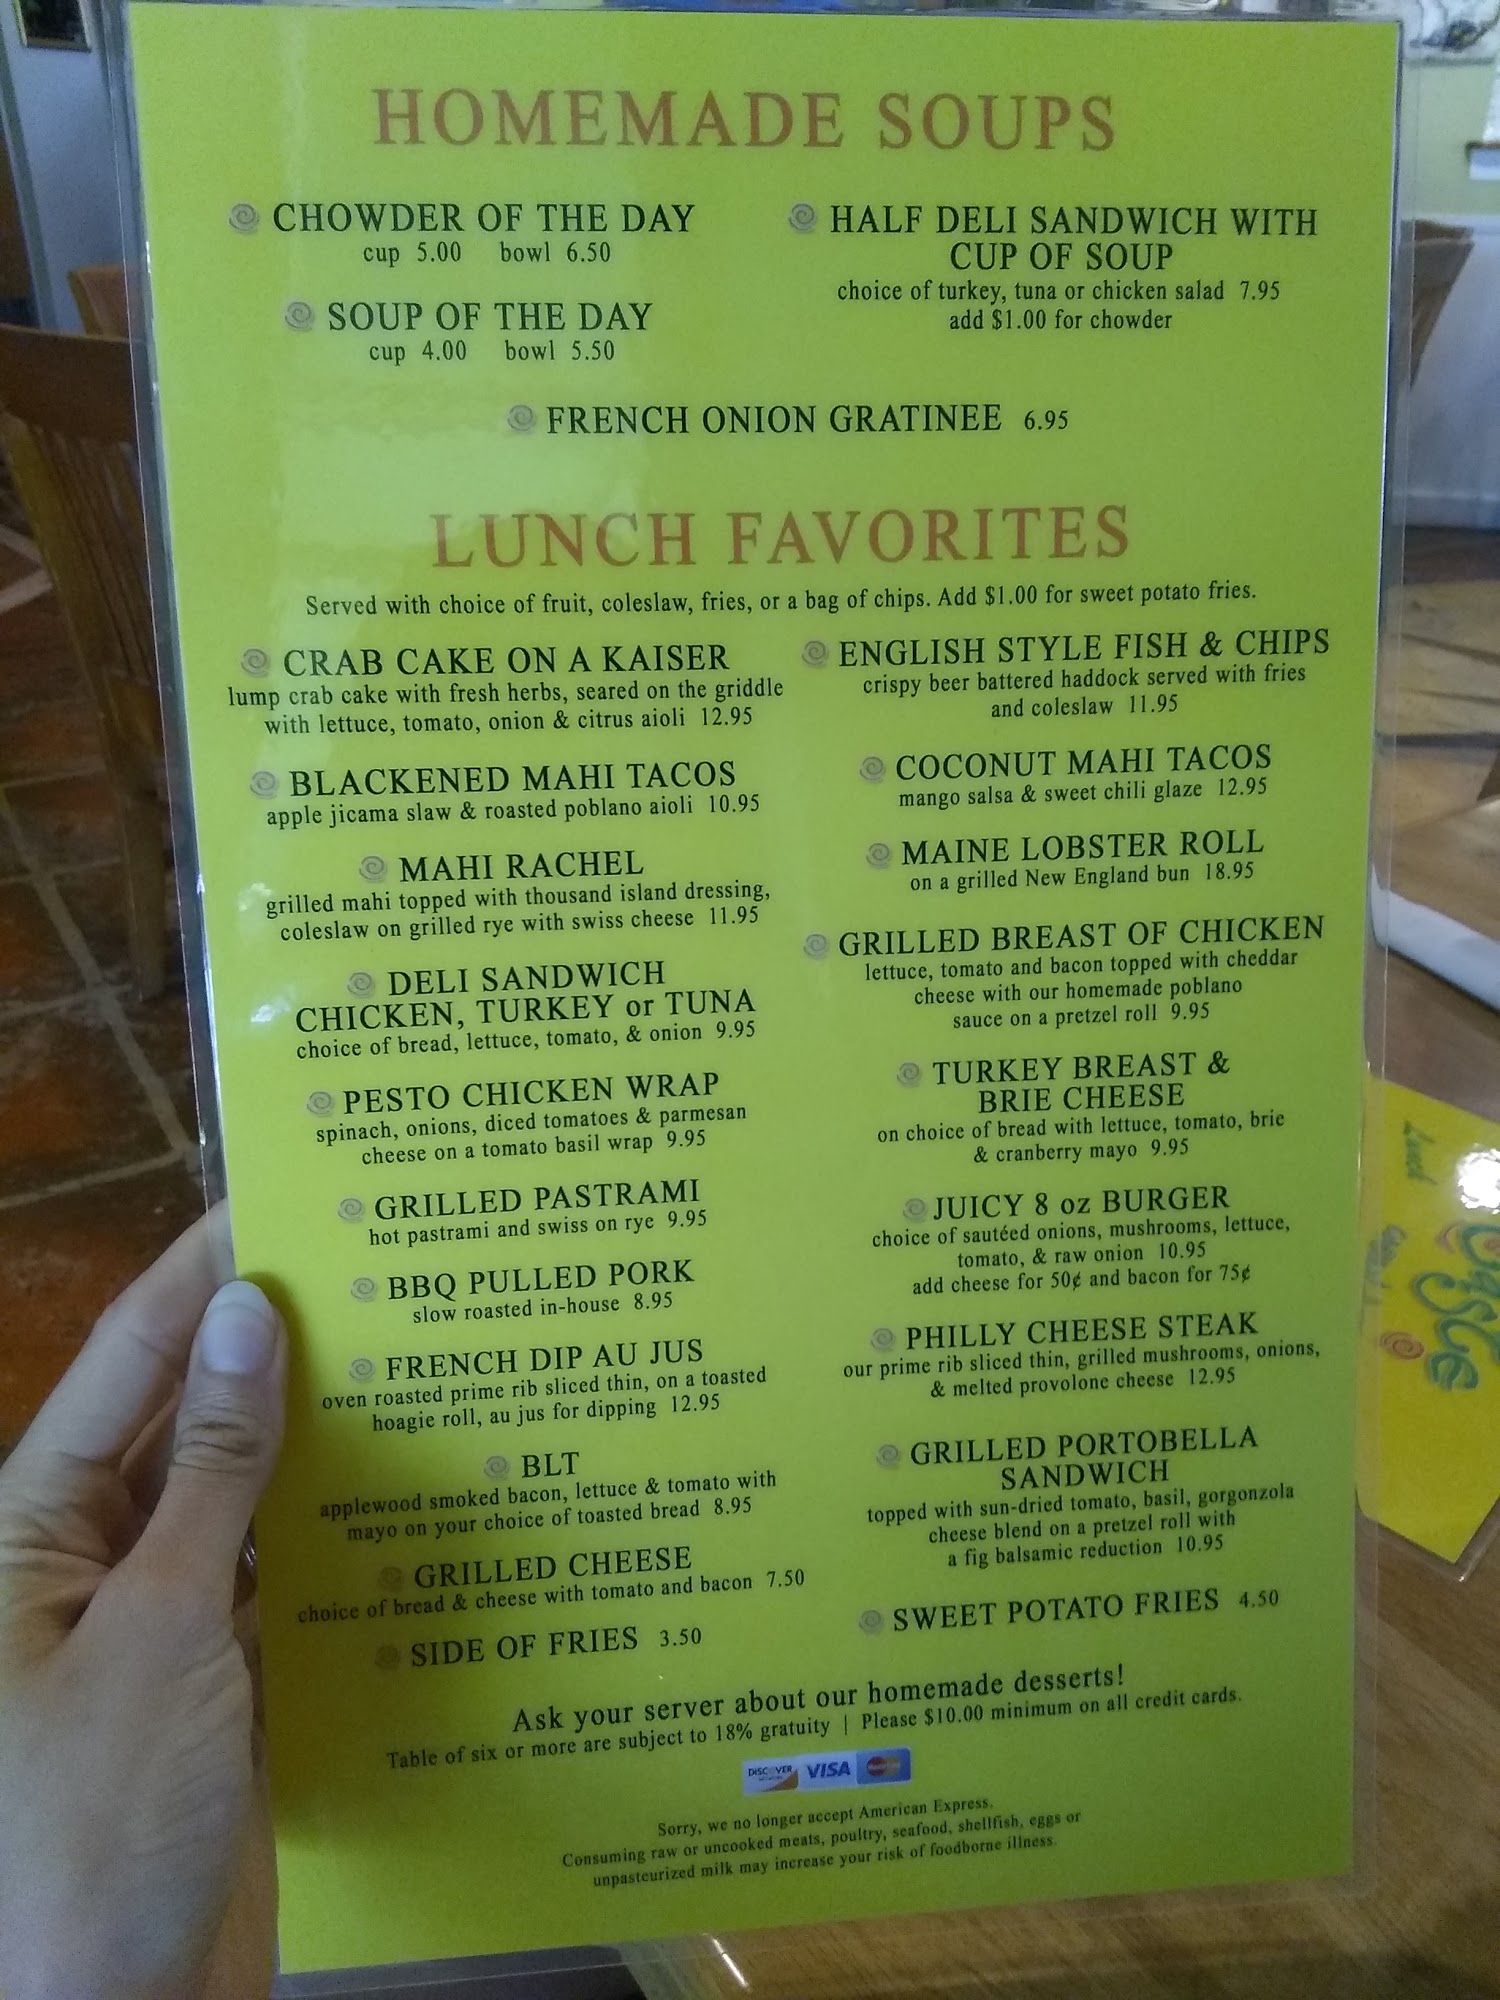 HOMEMADE SOUPS
CHOWDER OF THE DAY
cup 5.00 bowl 6.50
SOUP OF THE DAY
cup 4.00 bowl 5.50
HALF DELI SANDWICH WITH
CUP OF SOUP
choice of turkey, tuna or chicken salad 7.95
add $1.00 for chowder
FRENCH ONION GRATINEE 6.95
LUNCH FAVORITES
Served with choice of fruit, coleslaw, fries, or a bag of chips. Add $1.00 for sweet potato fries.
CRAB CAKE ON A KAISER
lump crab cake with fresh herbs, seared on the griddle
with lettuce, tomato, onion & citrus aioli 12.95
BLACKENED MAHI TACOS
apple jicama slaw & roasted poblano aioli 10.95
MAHI RACHEL
grilled mahi topped with thousand island dressing,
coleslaw on grilled rye with swiss cheese 11.95
DELI SANDWICH
CHICKEN, TURKEY or TUNA
choice of bread, lettuce, tomato, & onion 9.95
PESTO CHICKEN WRAP
spinach, onions, diced tomatoes & parmesan
cheese on a tomato basil wrap 9.95
GRILLED PASTRAMI
hot pastrami and swiss on rye 9.95
BBQ PULLED PORK
slow roasted in-house 8.95
FRENCH DIP AU JUS
oven roasted prime rib sliced thin, on a toasted
hoagie roll, au jus for dipping 12.95
BLT
applewood smoked bacon, lettuce & tomato with
mayo on your choice of toasted bread 8.95
GRILLED CHEESE
choice of bread & cheese with tomato and bacon 7.50
SIDE OF FRIES 3.50
ENGLISH STYLE FISH & CHIPS
crispy beer battered haddock served with fries
and coleslaw 11.95
COCONUT MAHI TACOS
mango salsa & sweet chili glaze 12.95
MAINE LOBSTER ROLL
on a grilled New England bun 18.95
GRILLED BREAST OF CHICKEN
lettuce, tomato and bacon topped with cheddar
cheese with our homemade poblano
sauce on a pretzel roll 9.95
TURKEY BREAST &
BRIE CHEESE
on choice of bread with lettuce, tomato, brie
& cranberry mayo 9.95
JUICY 8 oz BURGER
choice of sautéed onions, mushrooms, lettuce,
tomato, & raw onion 10.95
add cheese for 50¢ and bacon for 75¢
PHILLY CHEESE STEAK
our prime rib sliced thin, grilled mushrooms, onions,
& melted provolone cheese 12.95
GRILLED PORTOBELLA
SANDWICH
topped with sun-dried tomato, basil, gorgonzola
cheese blend on a pretzel roll with
a fig balsamic reduction 10.95
SWEET POTATO FRIES 4.50
Ask your server about our homemade desserts!
Table of six or more are subject to 18% gratuity | Please $10.00 minimum on all credit cards.
DISCOVER VISA
Sorry, we no longer accept American Express.
Consuming raw or uncooked meats, poultry, seafood, shellfish, eggs or
unpasteurized milk may increase your risk of foodborne illness.
Lunch